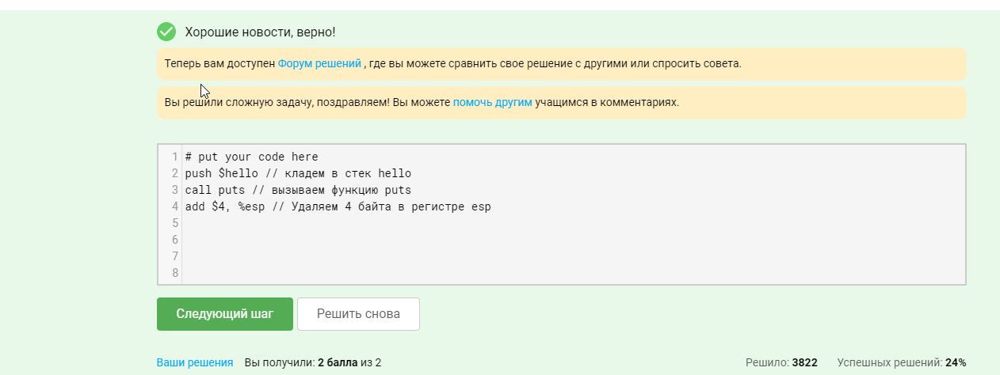 Хорошие новости, верно!
Теперь вам доступен Форум решений , где вы можете сравнить свое решение с другими или спросить совета.
Вы решили сложную задачу, поздравляем! Вы можете помочь другим учащимся в комментариях.
1 # put your code here
2 push $hello // кладем в стек hello
3 call puts // вызываем функцию puts
4 add $4, %esp // Удаляем 4 байта в регистре esp
5
6
7
8
Следующий шаг Решить снова
Ваши решения Вы получили: 2 балла из 2 Решило: 3822 Успешных решений: 24%